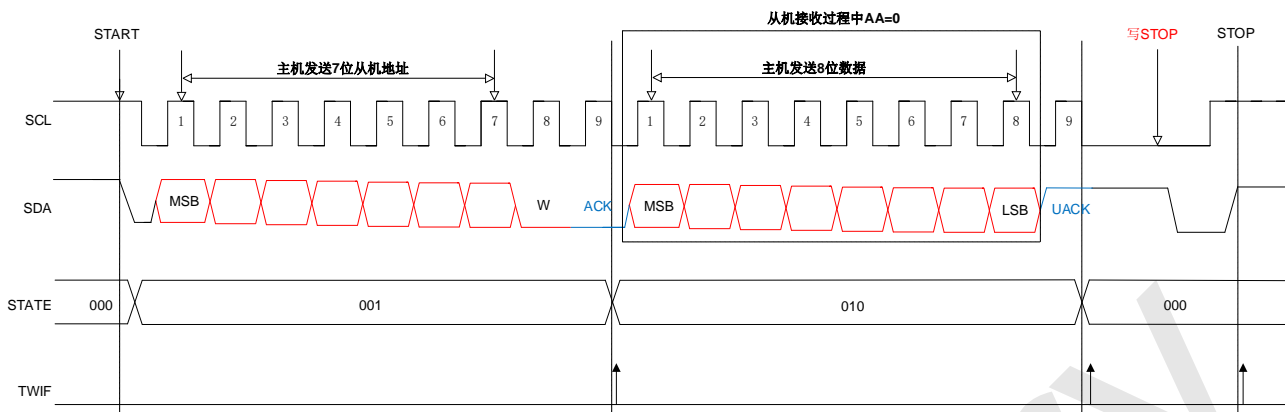 从机接收过程中AA=0
START
写STOP
STOP
主机发送7位从机地址
主机发送8位数据
SCL
1 2 3 4 5 6 7 8 9 1 2 3 4 5 6 7 8 9
SDA
MSB
W
ACK
MSB
LSB
UACK
STATE
000
001
010
000
TWIF